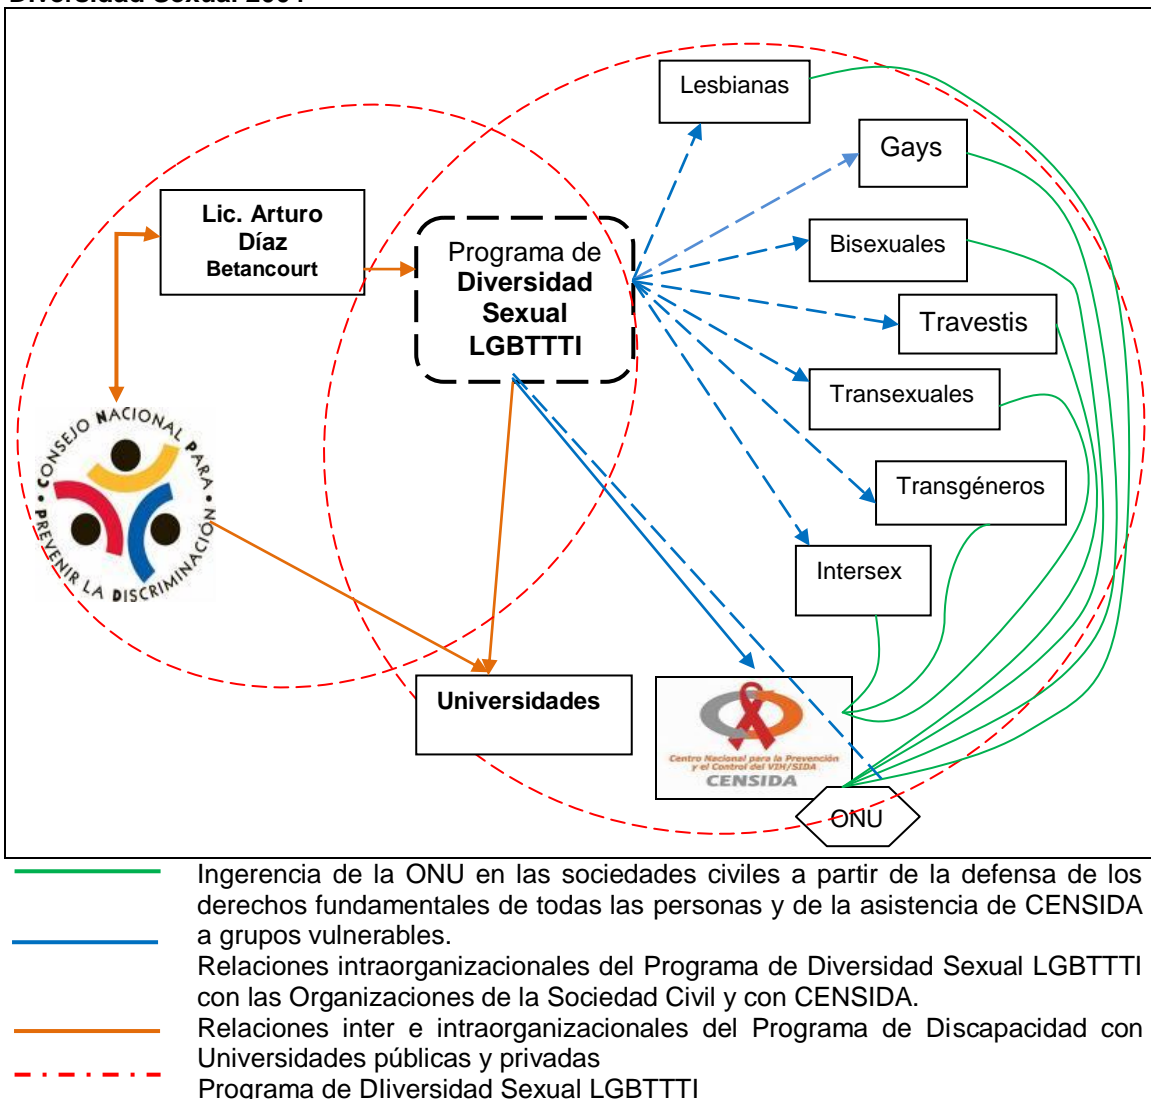 Diversidad Sexual 2004
Lesbianas
Gays
Lic. Arturo
Díaz
Betancourt
Programa de
Diversidad
Sexual
LGBTTTI
Bisexuales
Travestis
Transexuales
CONSEJO NACIONAL PARA PREVENIR LA DISCRIMINACIÓN
Transgéneros
Intersex
Universidades
Centro Nacional para la Prevención
y el Control del VIH/SIDA
CENSIDA
ONU
Ingerencia de la ONU en las sociedades civiles a partir de la defensa de los
derechos fundamentales de todas las personas y de la asistencia de CENSIDA
a grupos vulnerables.
Relaciones intraorganizacionales del Programa de Diversidad Sexual LGBTTTI
con las Organizaciones de la Sociedad Civil y con CENSIDA.
Relaciones inter e intraorganizacionales del Programa de Discapacidad con
Universidades públicas y privadas
Programa de DIiversidad Sexual LGBTTTI